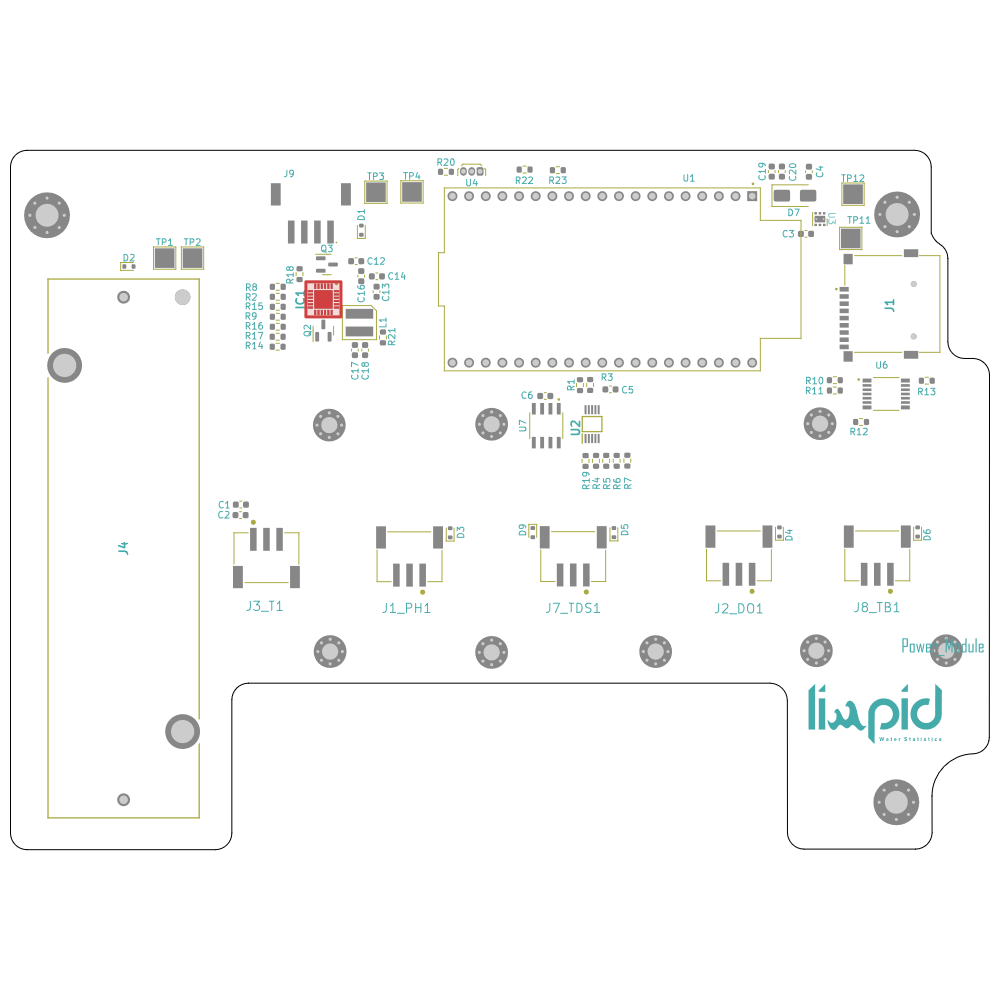 R20
R22
R23
U4
U1
C19
C20
C4
TP12
J9
TP3
TP4
D1
D7
U3
C3
TP11
TP1
TP2
D2
Q3
C12
R18
C16
C14
C13
IC1
R8
R2
R15
R9
R16
R17
R14
Q2
L1
R21
C17
C18
J1
R1
R3
C5
C6
U7
U2
U6
R10
R11
R13
R12
R19
R4
R5
R6
R7
C1
C2
J4
D3
D9
D5
D4
D6
J3_T1
J1_PH1
J7_TDS1
J2_DO1
J8_TB1
Power_Module
limpid
Water Statistics